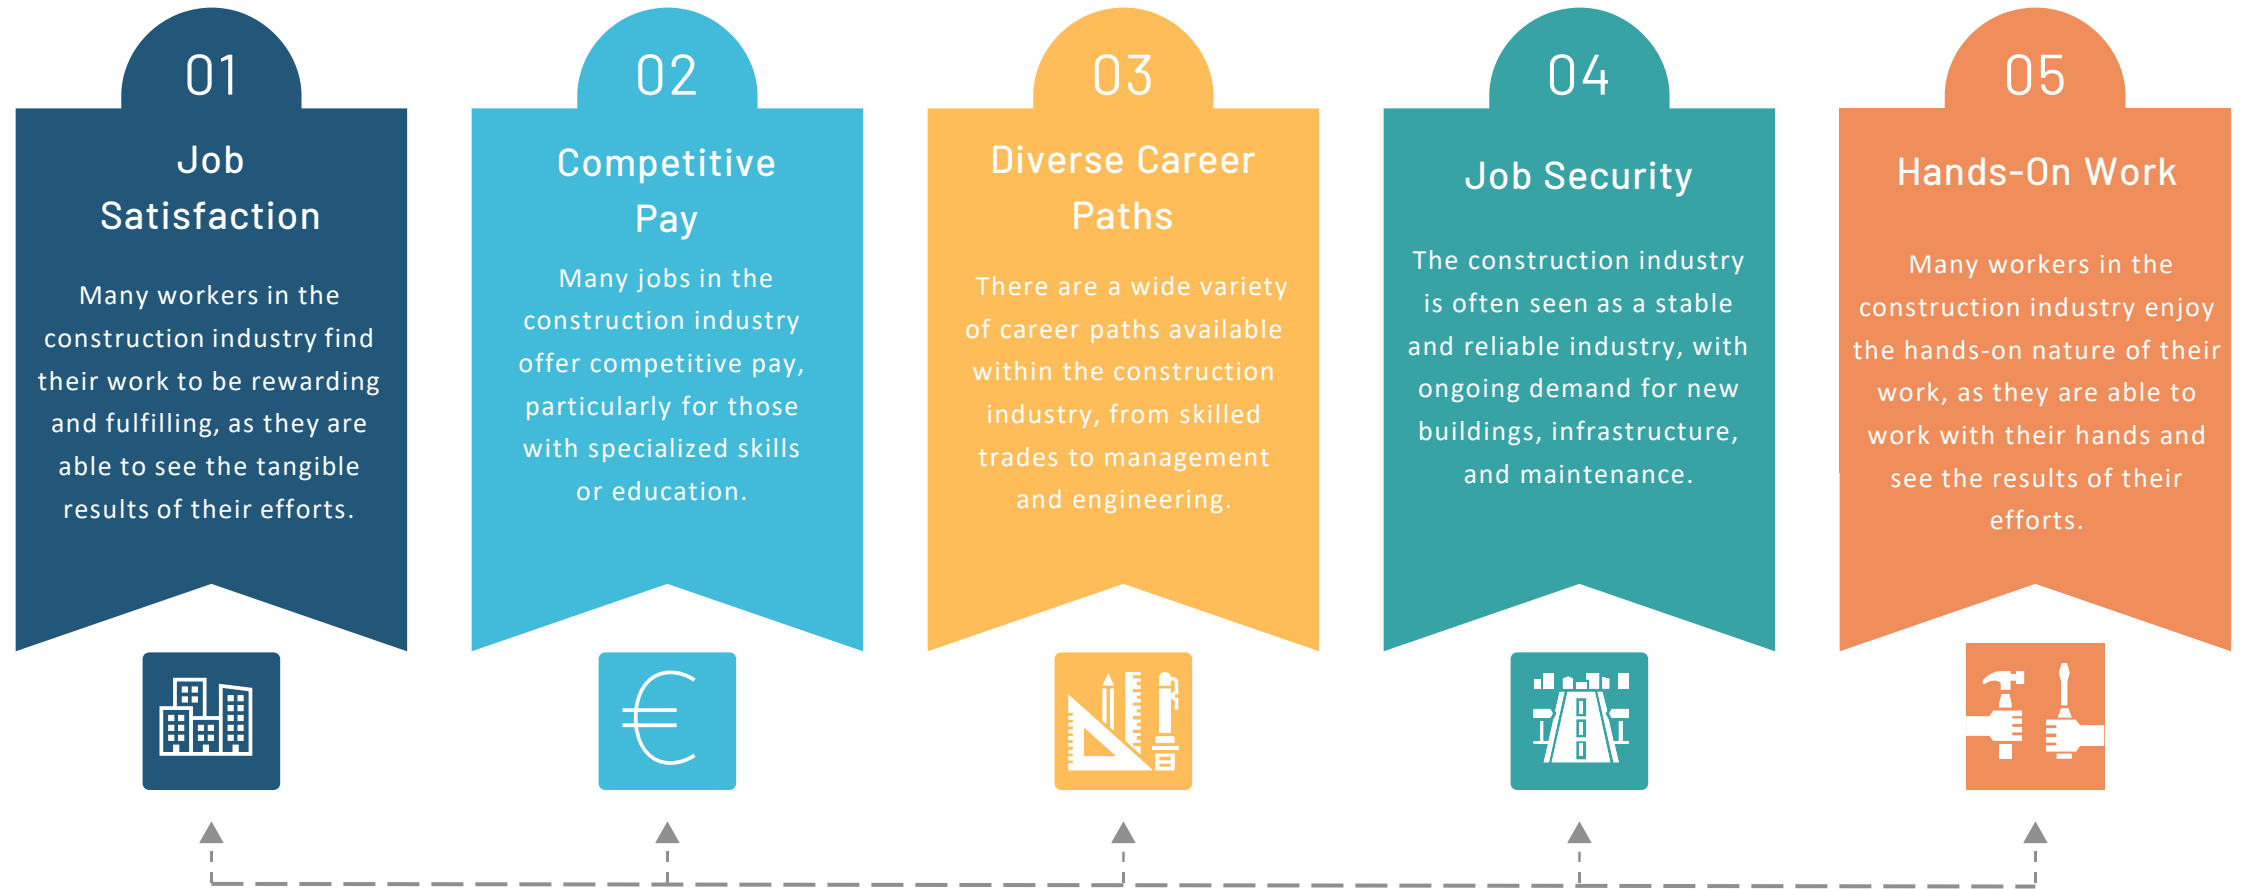 01
Job
Satisfaction
Many workers in the
construction industry find
their work to be rewarding
and fulfilling, as they are
able to see the tangible
results of their efforts.
02
Competitive
Pay
Many jobs in the
construction industry
offer competitive pay,
particularly for those
with specialized skills
or education.
€
03
Diverse Career
Paths
There are a wide variety
of career paths available
within the construction
industry, from skilled
trades to management
and engineering.
04
Job Security
The construction industry
is often seen as a stable
and reliable industry, with
ongoing demand for new
buildings, infrastructure,
and maintenance.
05
Hands-On Work
Many workers in the
construction industry enjoy
the hands-on nature of their
work, as they are able to
work with their hands and
see the results of their
efforts.